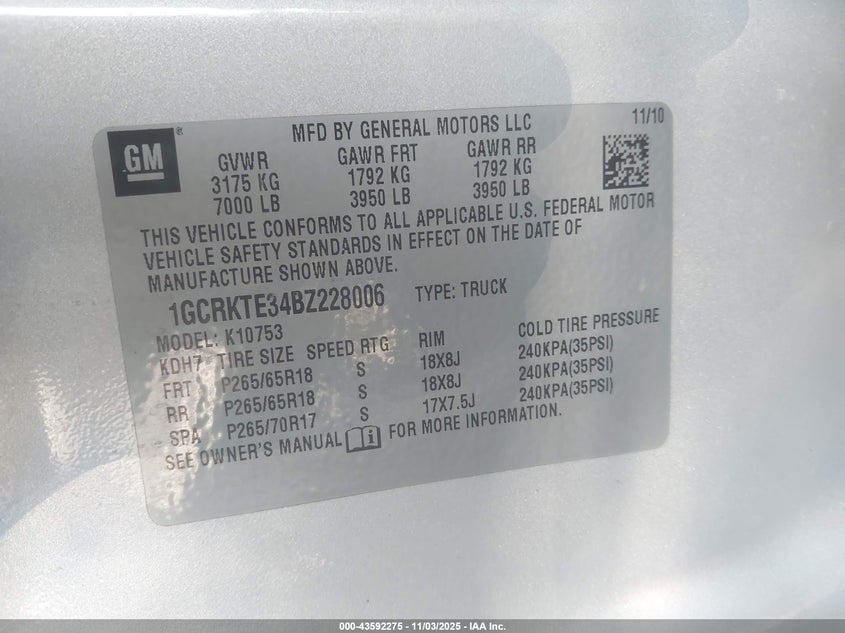 GM
®
MFD BY GENERAL MOTORS LLC
11/10
GVWR GAWR FRT GAWR RR
3175 KG 1792 KG 1792 KG
7000 LB 3950 LB 3950 LB
THIS VEHICLE CONFORMS TO ALL APPLICABLE U.S. FEDERAL MOTOR
VEHICLE SAFETY STANDARDS IN EFFECT ON THE DATE OF
MANUFACTURE SHOWN ABOVE.
1GCRKTE34BZ228006 TYPE: TRUCK
MODEL: K10753
KDH7 TIRE SIZE SPEED RTG RIM COLD TIRE PRESSURE
FRT P265/65R18 S 18X8J 240KPA(35PSI)
RR P265/65R18 S 18X8J 240KPA(35PSI)
SPA P265/70R17 S 17X7.5J 240KPA(35PSI)
SEE OWNER'S MANUAL i FOR MORE INFORMATION.
000-43592275 - 11/03/2025 - IAA Inc.